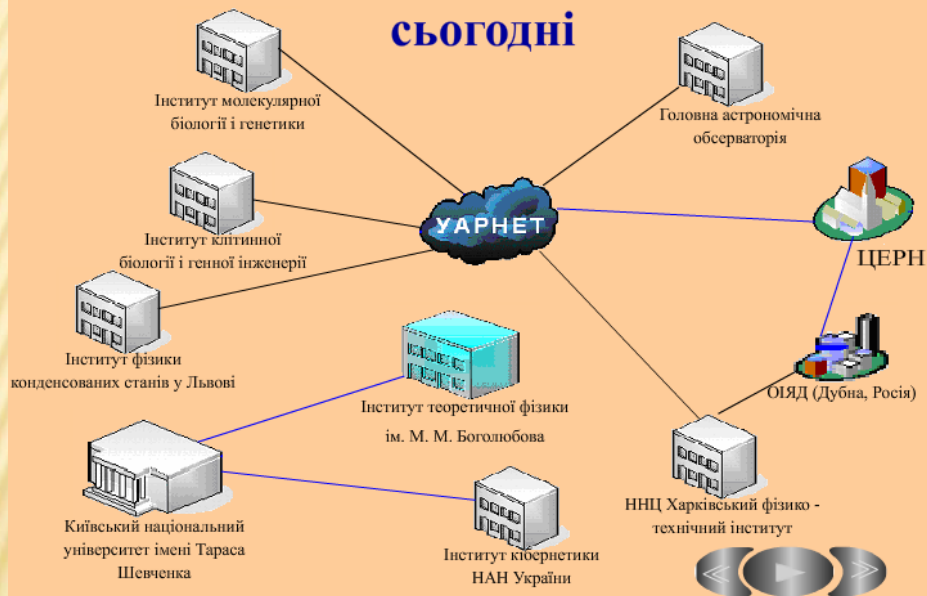 сьогодні
Інститут молекулярної
біології і генетики
Головна астрономічна
обсерваторія
УАРНЕТ
Інститут клітинної
біології і генної інженерії
ЦЕРН
Інститут фізики
конденсованих станів у Львові
Інститут теоретичної фізики
ім. М. М. Боголюбова
ОІЯД (Дубна, Росія)
Київський національний
університет імені Тараса
Шевченка
Інститут кібернетики
НАН України
ННЦ Харківський фізико -
технічний інститут